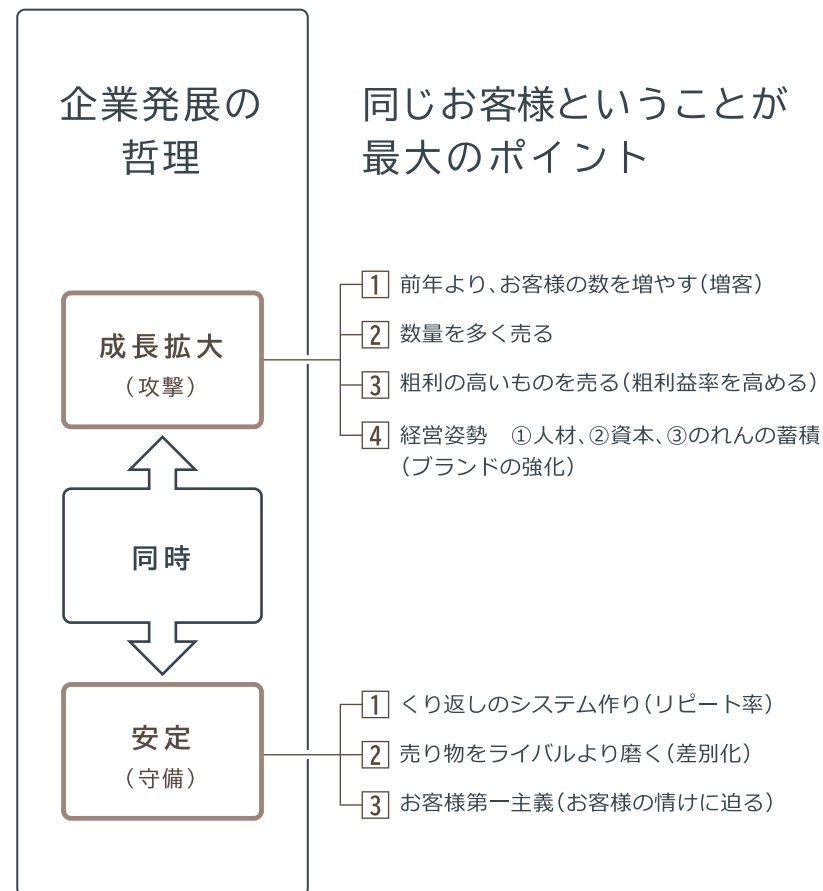 企業発展の
哲理
同じお客様ということが
最大のポイント
成長拡大
（攻撃）
1 前年より、お客様の数を増やす（増客）
2 数量を多く売る
3 粗利の高いものを売る（粗利益率を高める）
4 経営姿勢　①人材、②資本、③のれんの蓄積
（ブランドの強化）
同時
安定
（守備）
1 くり返しのシステム作り（リピート率）
2 売り物をライバルより磨く（差別化）
3 お客様第一主義（お客様の情けに迫る）